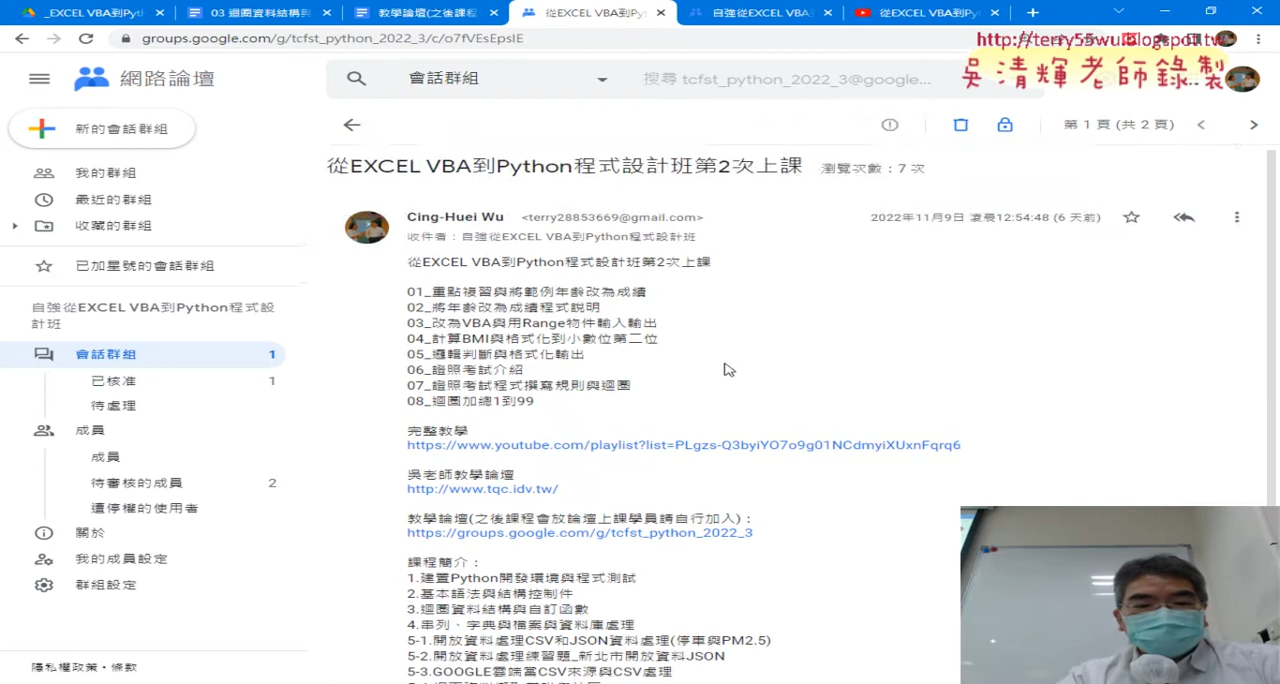 _EXCEL VBA到Pyth
03 迴圈資料結構與
教學論壇(之後課程
從EXCEL VBA到Py
自強從EXCEL VBA
從EXCEL VBA到Py
groups.google.com/g/tcfst_python_2022_3/c/o7fVEsEpsIE
http://terry55wu.blogspot.tw
吳清輝老師錄製
網路論壇
會話群組
搜尋 tcfst_python_2022_3@google...
新的會話群組
第 1 頁 (共 2 頁)
我的群組
最近的群組
收藏的群組
已加星號的會話群組
自強從EXCEL VBA到Python程式設計班
會話群組 1
已核准 1
待處理
成員
成員
待審核的成員 2
遭停權的使用者
關於
我的成員設定
群組設定
隱私權政策・條款
從EXCEL VBA到Python程式設計班第2次上課 瀏覽次數：7 次
Cing-Huei Wu <terry28853669@gmail.com>
2022年11月9日 凌晨12:54:48 (6 天前)
收件者：自強從EXCEL VBA到Python程式設計班
從EXCEL VBA到Python程式設計班第2次上課
01_重點複習與將範例年齡改為成績
02_將年齡改為成績程式說明
03_改為VBA與用Range物件輸入輸出
04_計算BMI與格式化到小數位第二位
05_邏輯判斷與格式化輸出
06_證照考試介紹
07_證照考試程式撰寫規則與迴圈
08_迴圈加總1到99
完整教學
https://www.youtube.com/playlist?list=PLgzs-Q3byiYO7o9g01NCdmyiXUxnFqrq6
吳老師教學論壇
http://www.tqc.idv.tw/
教學論壇(之後課程會放論壇上課學員請自行加入)：
https://groups.google.com/g/tcfst_python_2022_3
課程簡介：
1.建置Python開發環境與程式測試
2.基本語法與結構控制件
3.迴圈資料結構與自訂函數
4.串列、字典與檔案與資料庫處理
5-1.開放資料處理CSV和JSON資料處理(停車與PM2.5)
5-2.開放資料處理練習題_新北市開放資料JSON
5-3.GOOGLE雲端當CSV來源與CSV處理